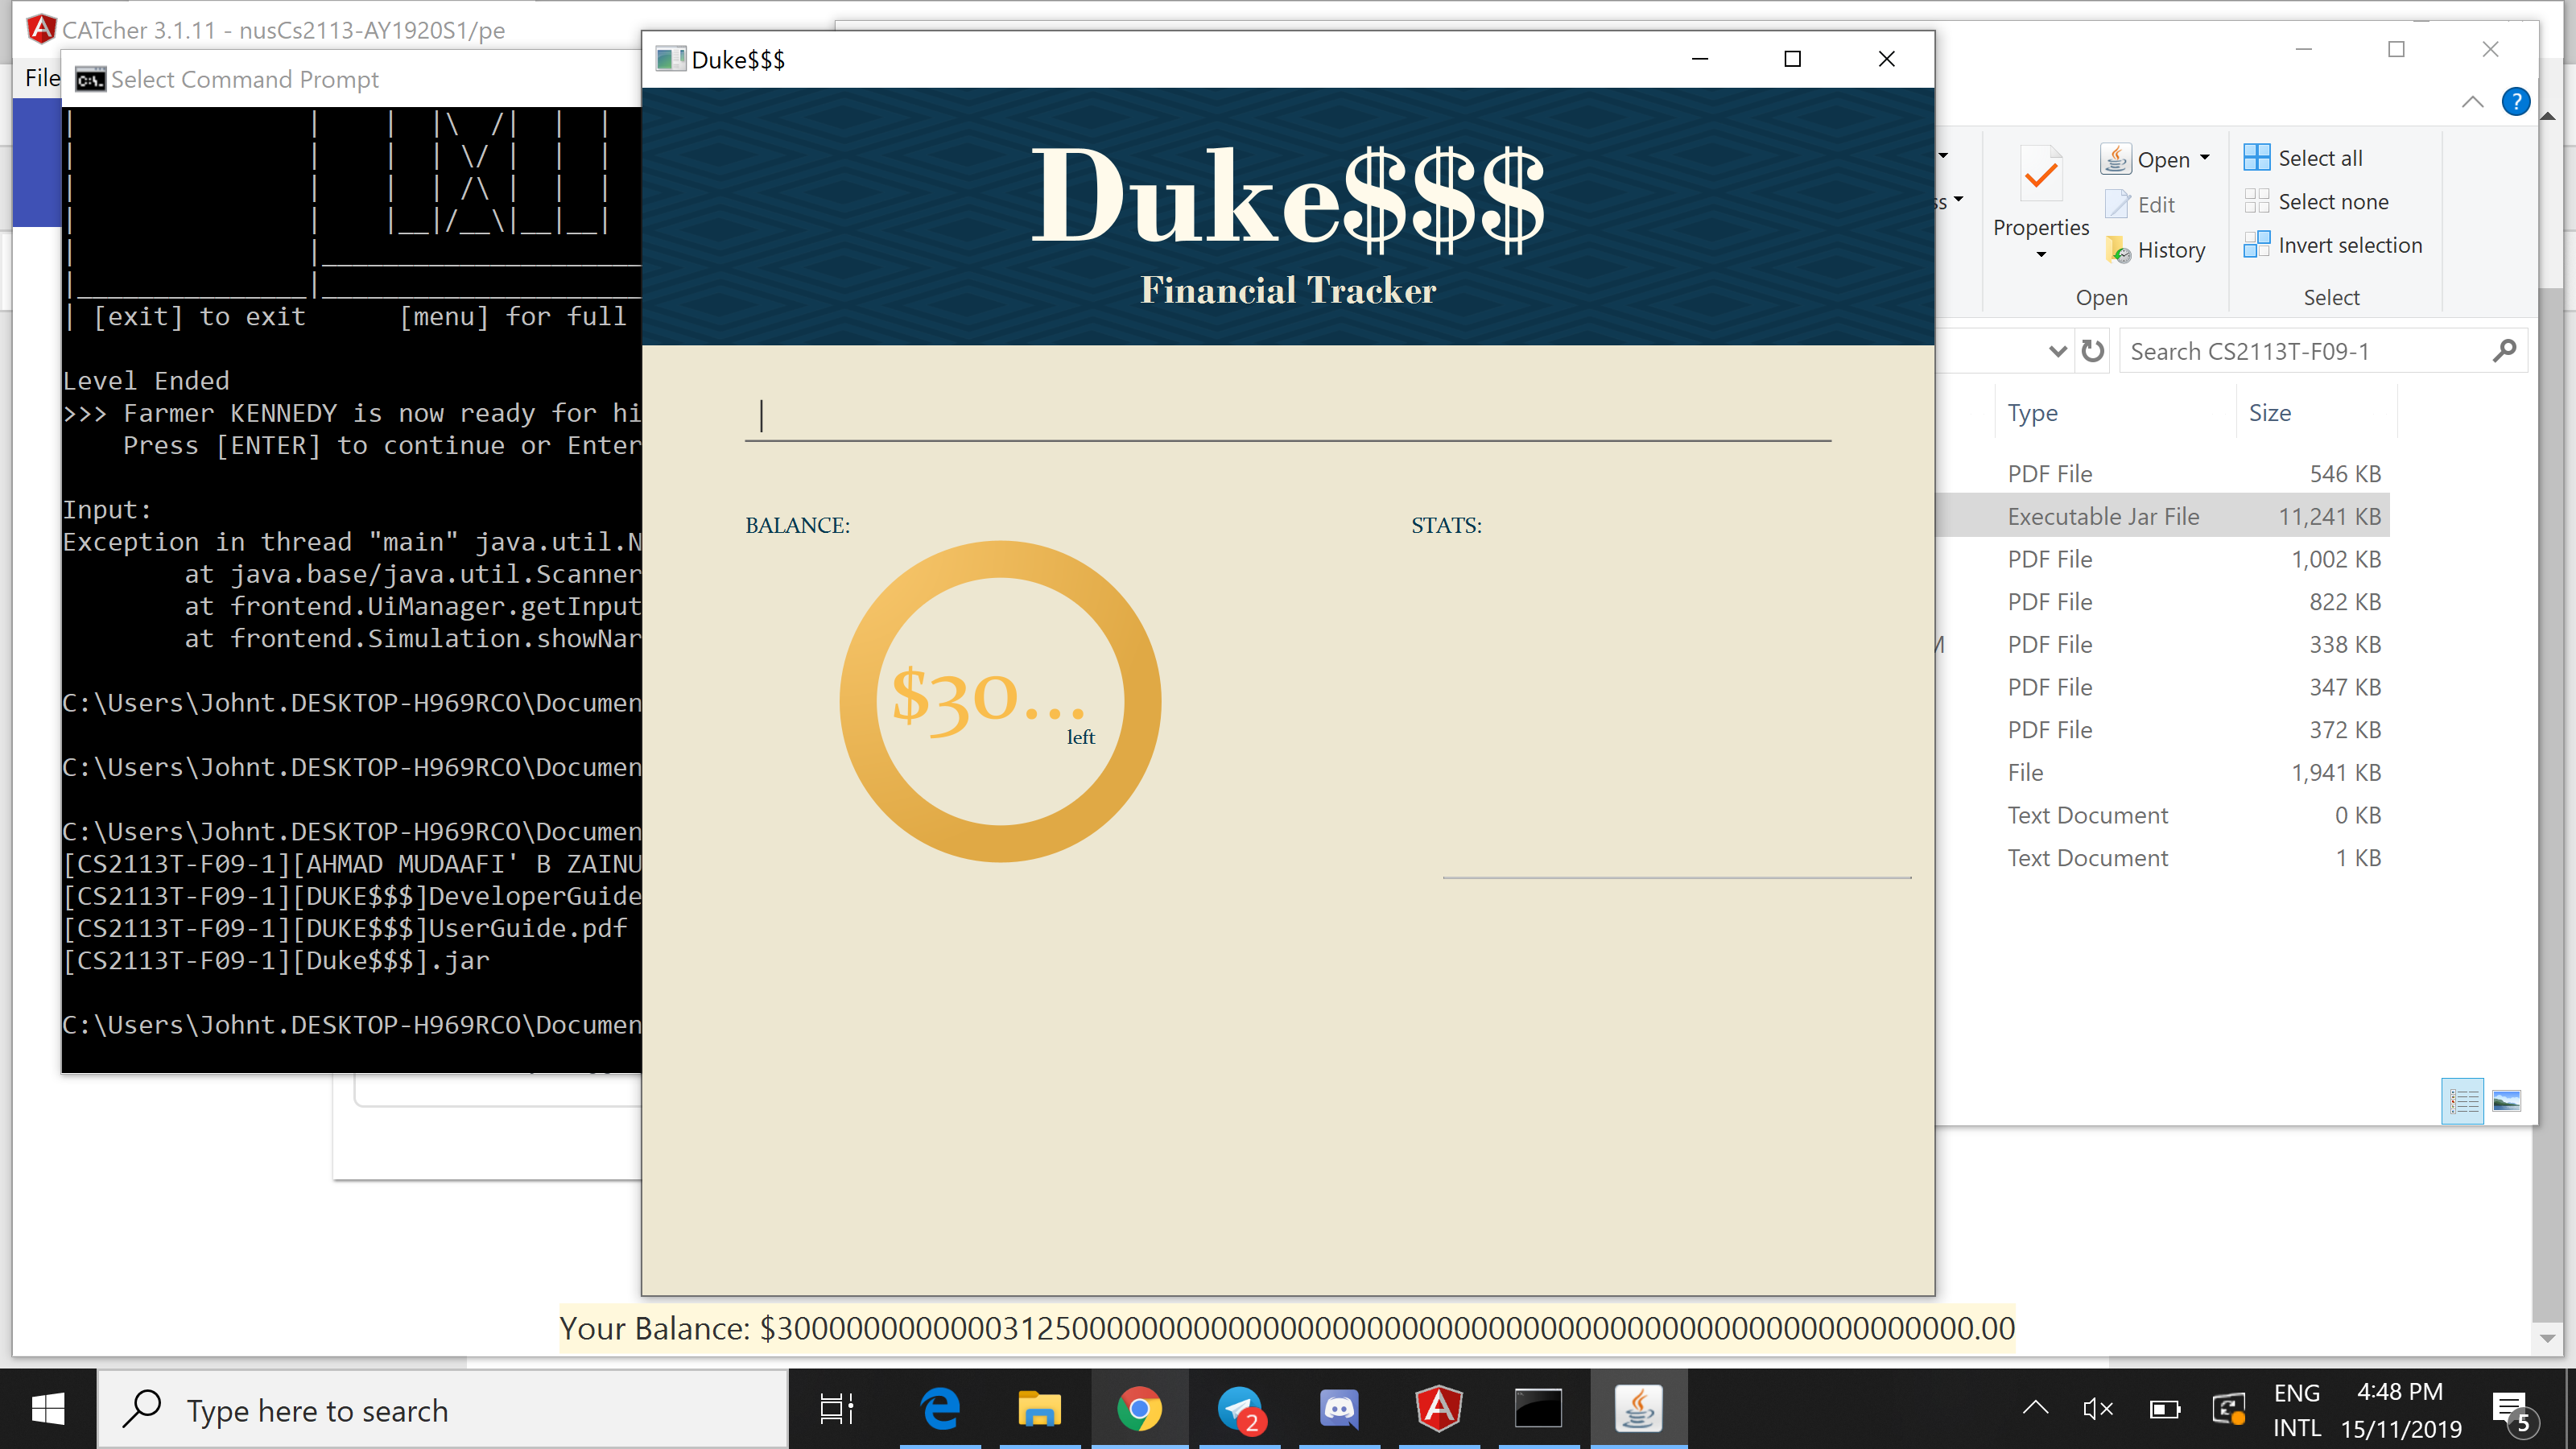 CATcher 3.1.11 - nusCs2113-AY1920S1/pe
File
Select Command Prompt
| [exit] to exit [menu] for full
Level Ended
>>> Farmer KENNEDY is now ready for hi
Press [ENTER] to continue or Enter
Input:
Exception in thread "main" java.util.N
at java.base/java.util.Scanner
at frontend.UiManager.getInput
at frontend.Simulation.showNar
C:\Users\Johnt.DESKTOP-H969RCO\Documen
C:\Users\Johnt.DESKTOP-H969RCO\Documen
C:\Users\Johnt.DESKTOP-H969RCO\Documen
[CS2113T-F09-1][AHMAD MUDAAFI' B ZAINU
[CS2113T-F09-1][DUKE$$$]DeveloperGuide
[CS2113T-F09-1][DUKE$$$]UserGuide.pdf
[CS2113T-F09-1][Duke$$$].jar
C:\Users\Johnt.DESKTOP-H969RCO\Documen
Duke$$$
Duke$$$
Financial Tracker
BALANCE:
$30...
left
STATS:
Properties
Open
Edit
History
Open
Select all
Select none
Invert selection
Select
Search CS2113T-F09-1
Type Size
PDF File 546 KB
Executable Jar File 11,241 KB
PDF File 1,002 KB
PDF File 822 KB
PDF File 338 KB
PDF File 347 KB
PDF File 372 KB
File 1,941 KB
Text Document 0 KB
Text Document 1 KB
Type here to search
2
ENG
INTL
4:48 PM
15/11/2019
5